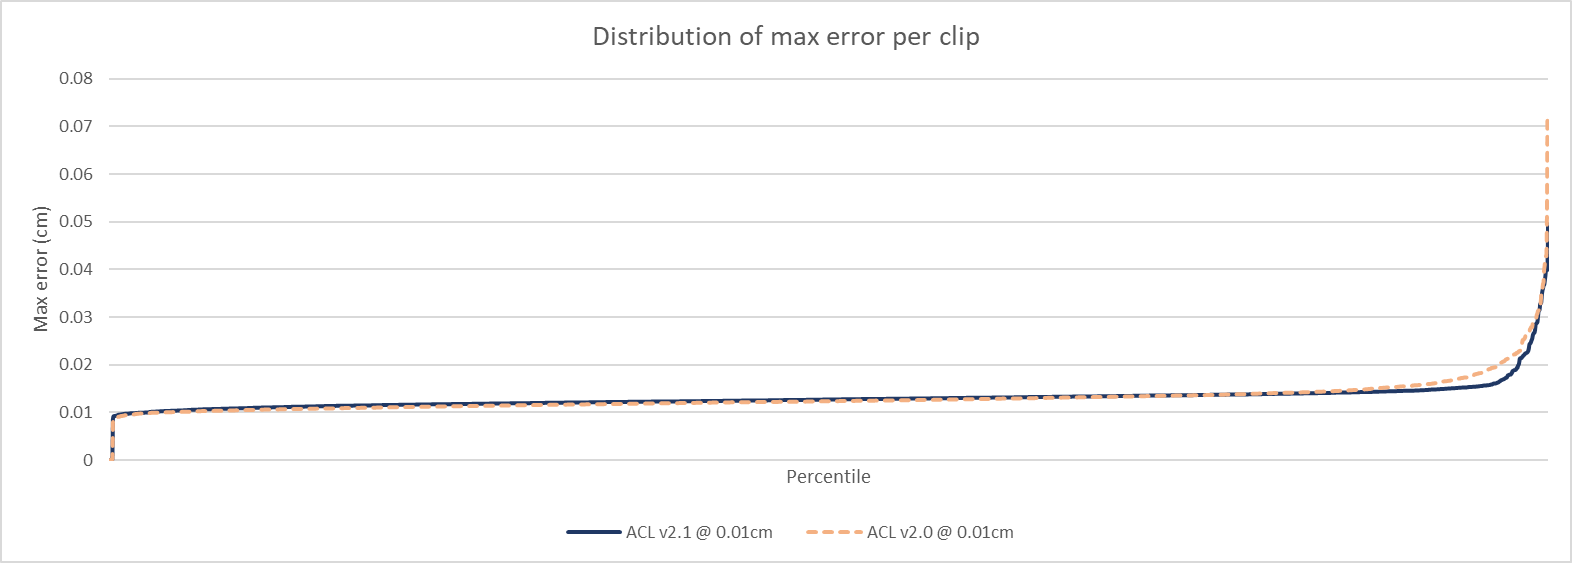 Distribution of max error per clip
0.08
0.07
0.06
0.05
0.04
0.03
0.02
0.01
0
Max error (cm)
Percentile
ACL v2.1 @ 0.01cm ACL v2.0 @ 0.01cm